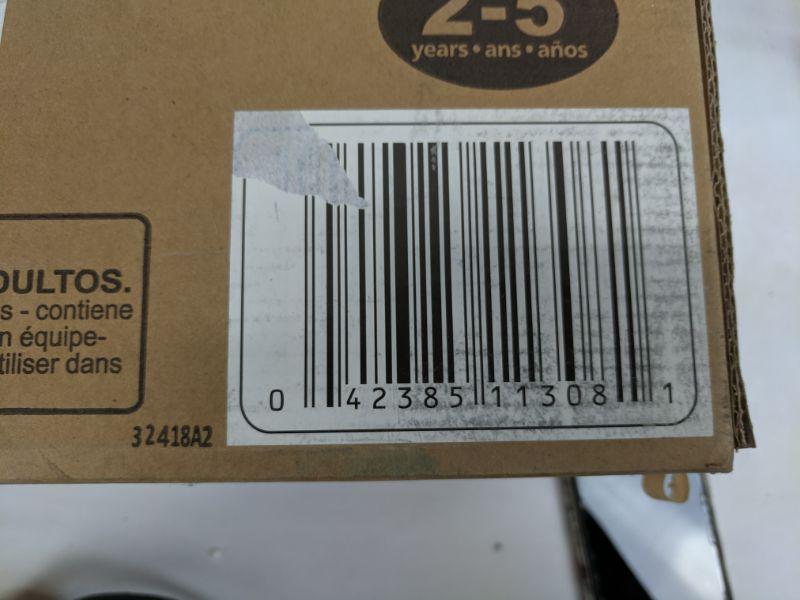 2-5
years • ans • años
DULTOS.
s - contiene
n équipe-
tiliser dans
32418A2
0 42385 11308 1